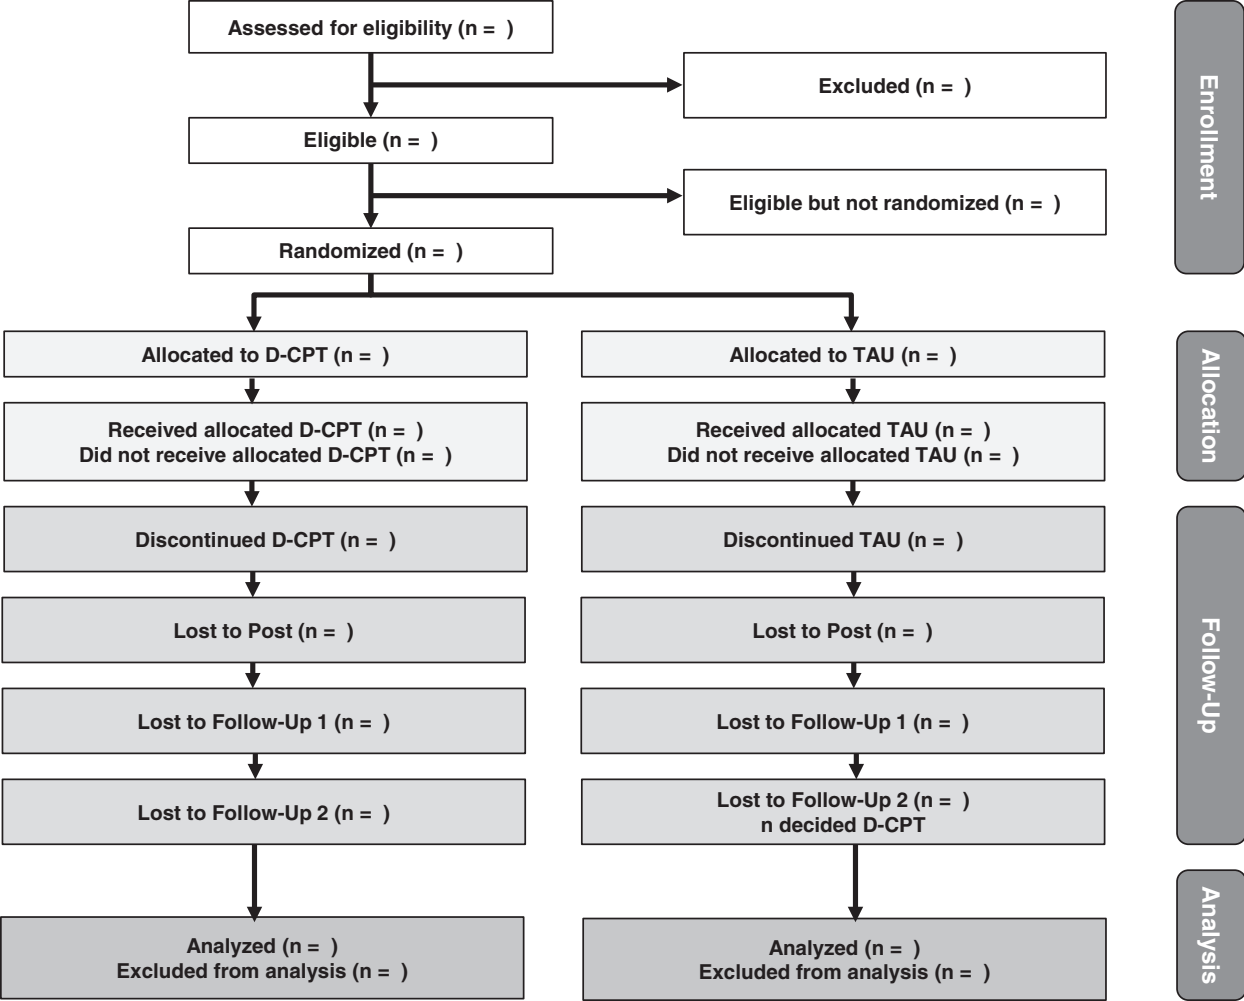 Assessed for eligibility (n =  )
Excluded (n =  )
Eligible (n =  )
Eligible but not randomized (n =  )
Randomized (n =  )
Enrollment
Allocated to D-CPT (n =  )
Allocated to TAU (n =  )
Received allocated D-CPT (n =  )
Did not receive allocated D-CPT (n =  )
Received allocated TAU (n =  )
Did not receive allocated TAU (n =  )
Allocation
Discontinued D-CPT (n =  )
Discontinued TAU (n =  )
Lost to Post (n =  )
Lost to Post (n =  )
Lost to Follow-Up 1 (n =  )
Lost to Follow-Up 1 (n =  )
Lost to Follow-Up 2 (n =  )
Lost to Follow-Up 2 (n =  )
n decided D-CPT
Follow-Up
Analyzed (n =  )
Excluded from analysis (n =  )
Analyzed (n =  )
Excluded from analysis (n =  )
Analysis